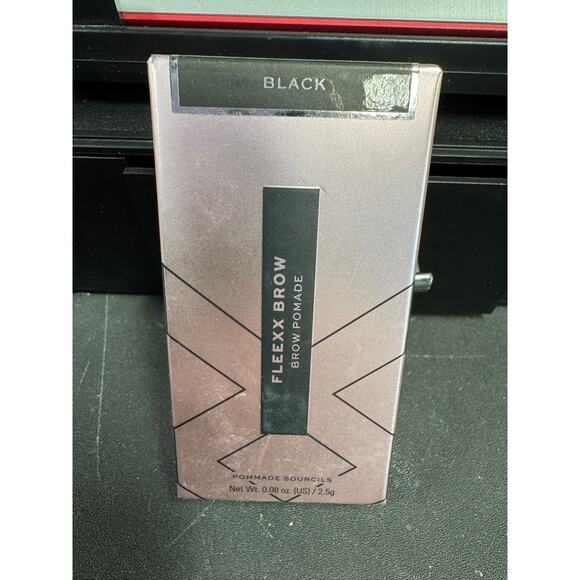 BLACK
FLEEXX BROW
BROW POMADE
POMMADE SOURCILS
Net Wt. 0.08 oz. (US) / 2.5g